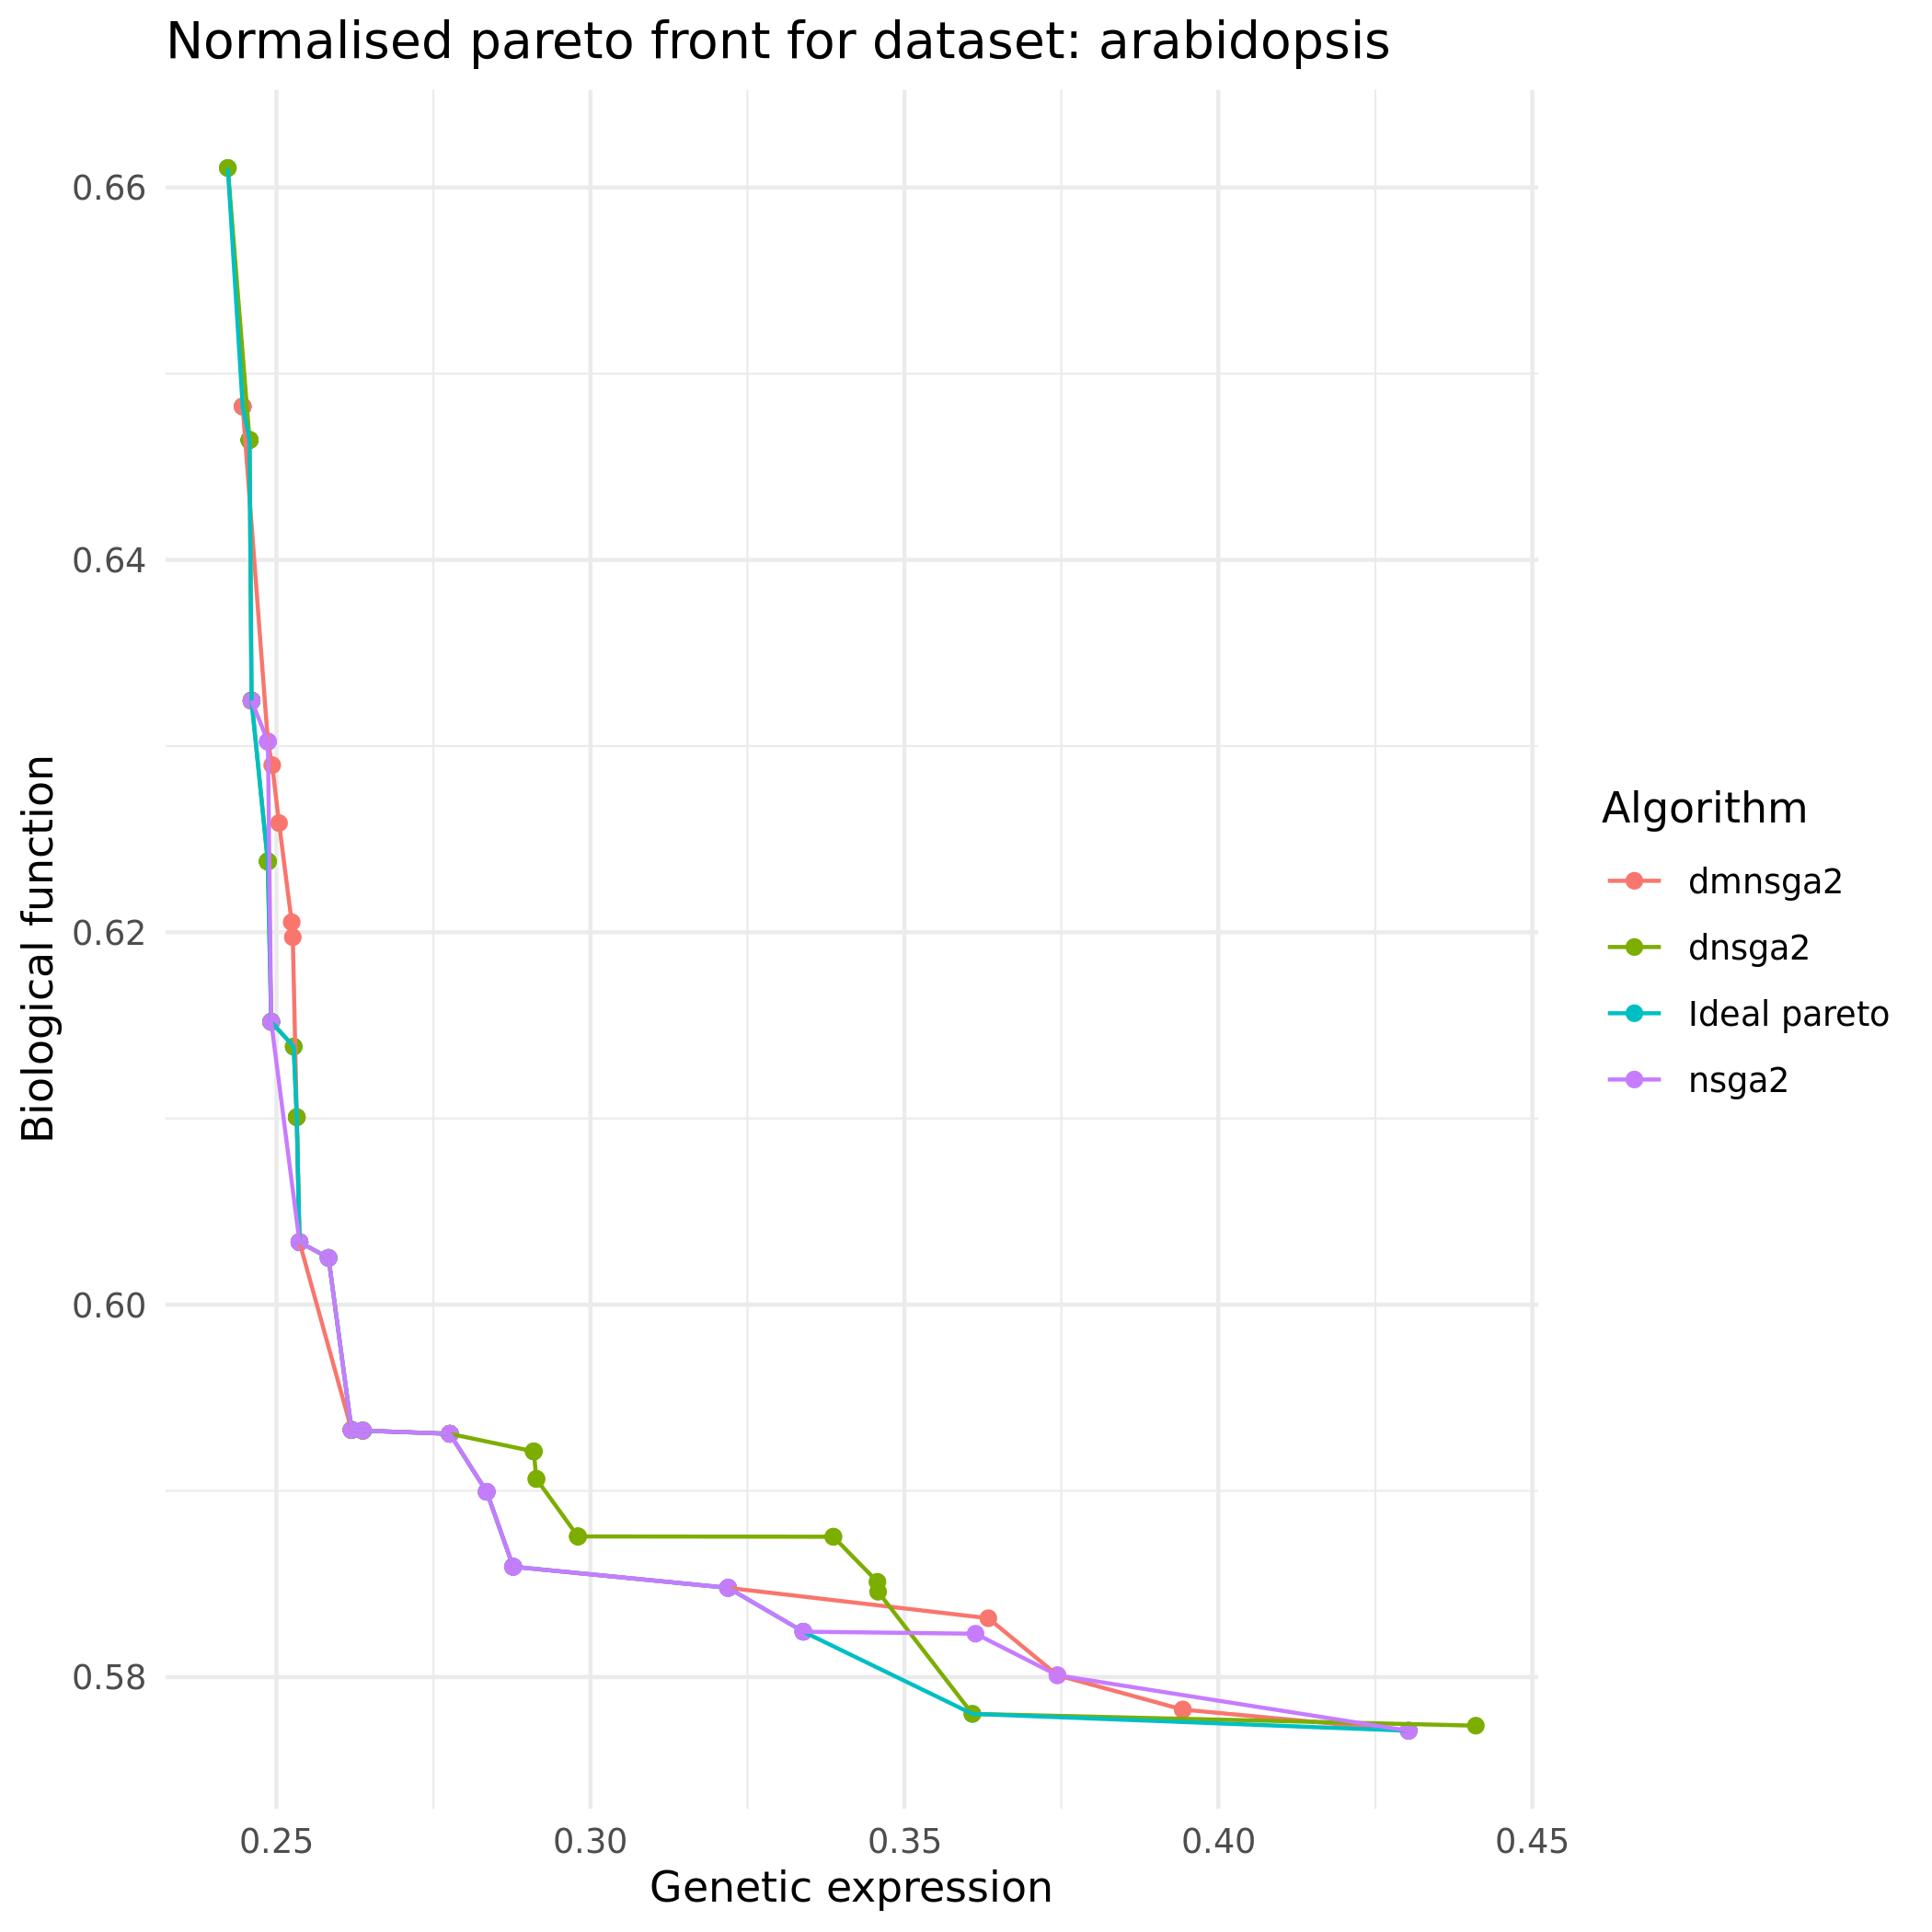 Normalised pareto front for dataset: arabidopsis
0.66
0.64
0.62
0.60
0.58
Biological function
0.25
0.30
0.35
0.40
0.45
Genetic expression
Algorithm
dmnsga2
dnsga2
Ideal pareto
nsga2